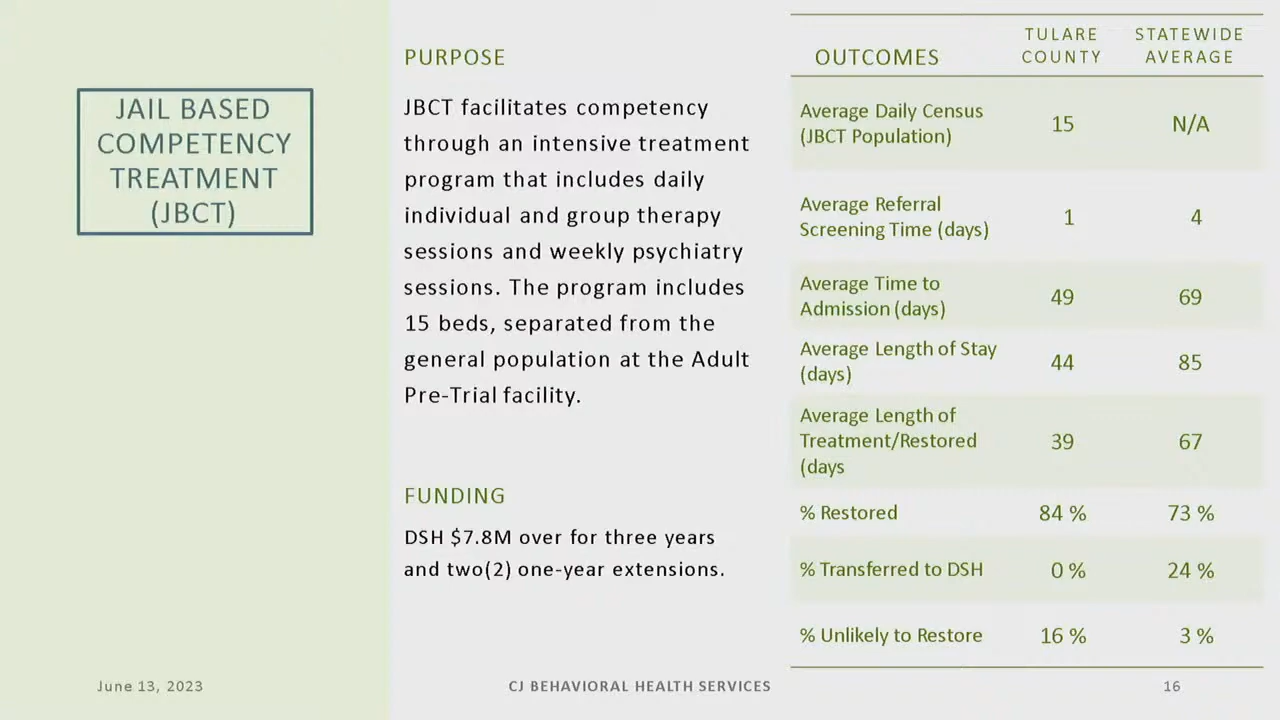 JAIL BASED
COMPETENCY
TREATMENT
(JBCT)
PURPOSE
JBCT facilitates competency
through an intensive treatment
program that includes daily
individual and group therapy
sessions and weekly psychiatry
sessions. The program includes
15 beds, separated from the
general population at the Adult
Pre-Trial facility.
FUNDING
DSH $7.8M over for three years
and two(2) one-year extensions.
OUTCOMES TULARE COUNTY STATEWIDE AVERAGE
Average Daily Census
(JBCT Population) 15 N/A
Average Referral
Screening Time (days) 1 4
Average Time to
Admission (days) 49 69
Average Length of Stay
(days) 44 85
Average Length of
Treatment/Restored
(days 39 67
% Restored 84 % 73 %
% Transferred to DSH 0 % 24 %
% Unlikely to Restore 16 % 3 %
June 13, 2023 CJ BEHAVIORAL HEALTH SERVICES 16